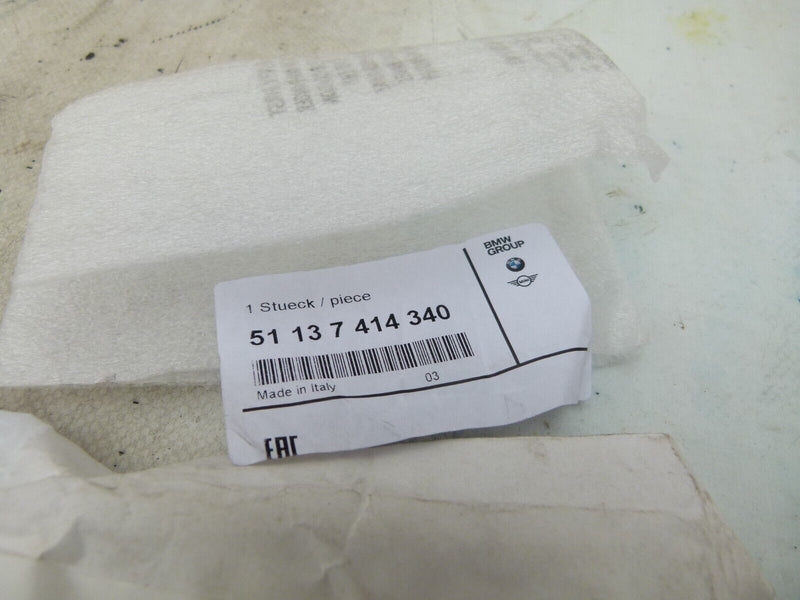 BMW
GROUP
1 Stueck / piece
51 13 7 414 340
Made in Italy 03
EAC